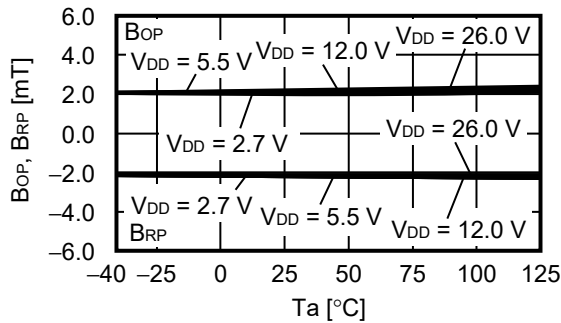 6.0
BOP
VDD = 26.0 V
4.0
VDD = 12.0 V
VDD = 5.5 V
2.0
BOP, BRP [mT]
0.0
VDD = 2.7 V
VDD = 26.0 V
−2.0
VDD = 2.7 V
VDD = 5.5 V
−4.0
VDD = 12.0 V
BRP
−6.0
−40 −25 0 25 50 75 100 125
Ta [°C]